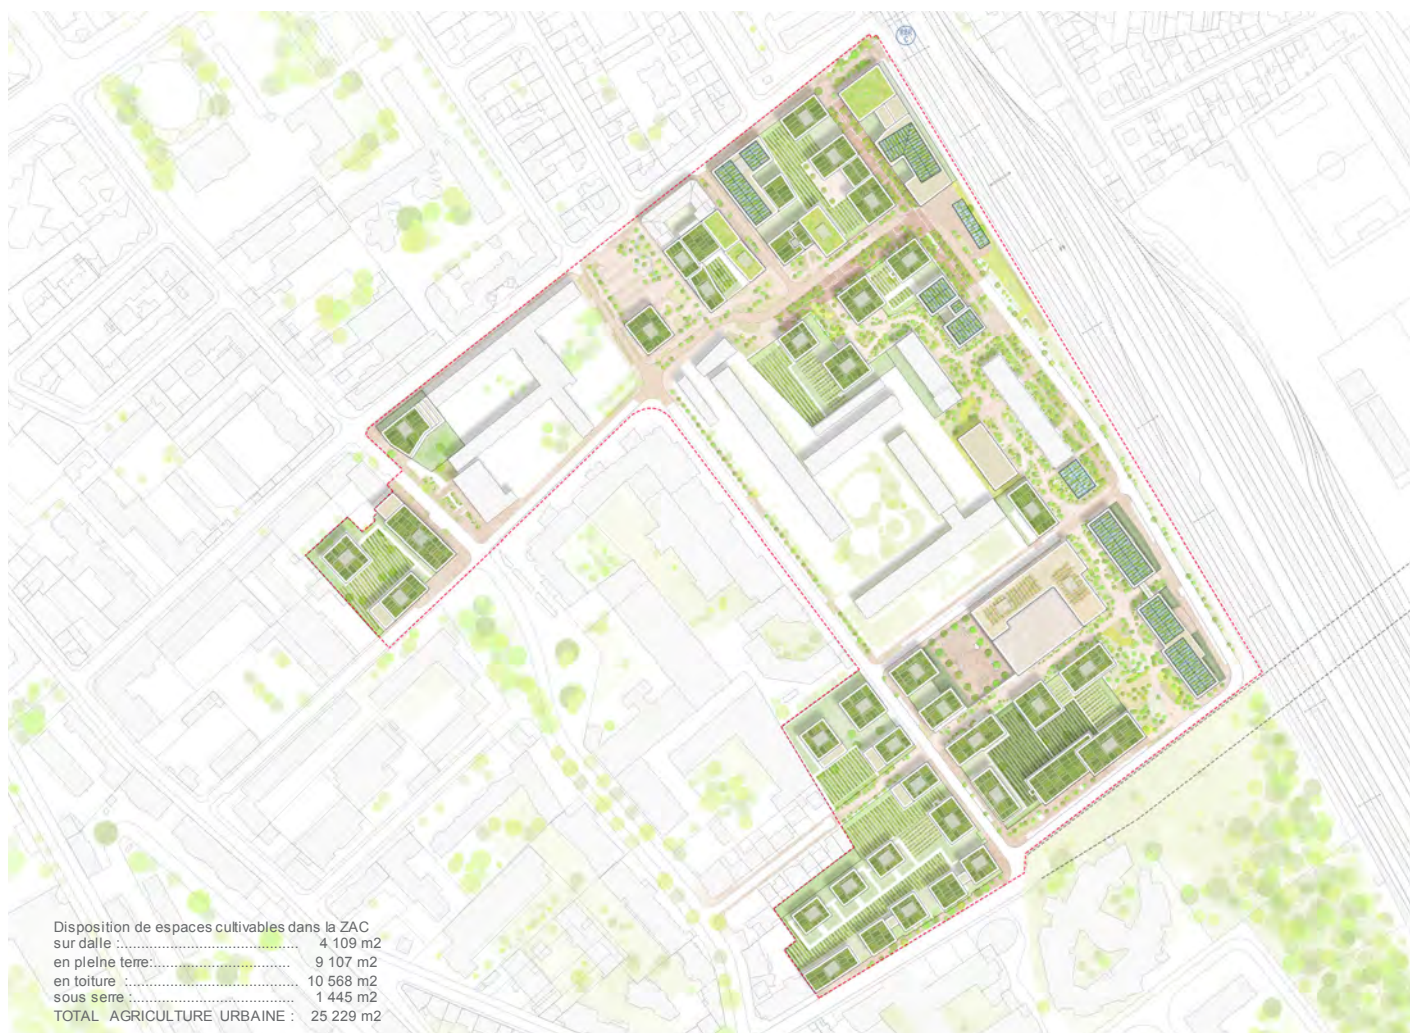 RER
C
Disposition de espaces cultivables dans la ZAC
sur dalle :........................................ 4 109 m2
en pleIne terre:................................. 9 107 m2
en toiture :......................................... 10 568 m2
sous serre :....................................... 1 445 m2
TOTAL AGRICULTURE URBAINE : 25 229 m2